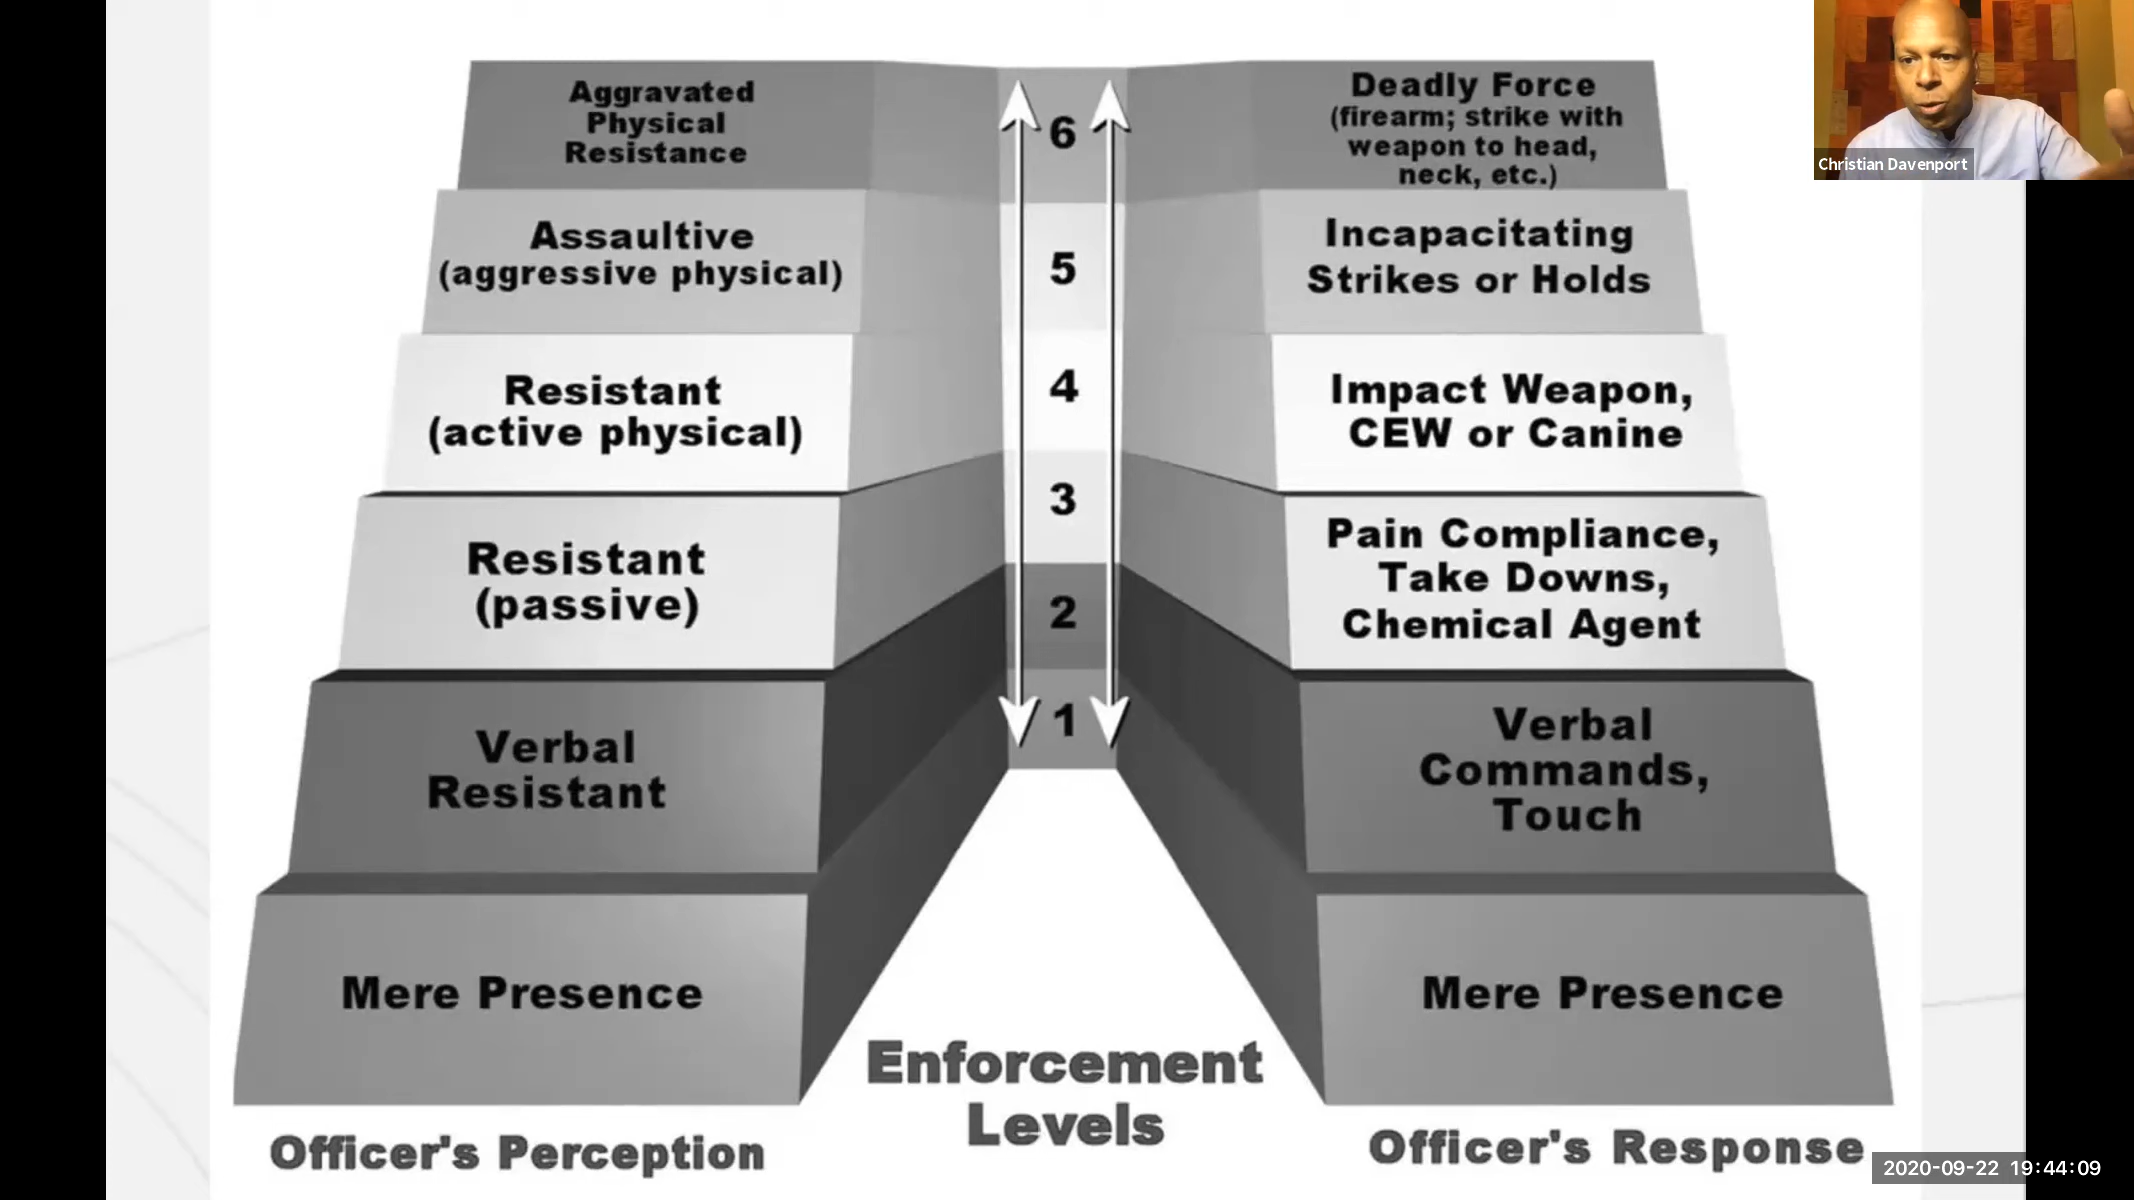 Aggravated
Physical
Resistance
6
Deadly Force
(firearm; strike with
weapon to head,
neck, etc.)
Christian Davenport
Assaultive
(aggressive physical)
5
Incapacitating
Strikes or Holds
Resistant
(active physical)
4
Impact Weapon,
CEW or Canine
Resistant
(passive)
3
Pain Compliance,
Take Downs,
Chemical Agent
Verbal
Resistant
2
Verbal
Commands,
Touch
Mere Presence
1
Mere Presence
Officer's Perception
Enforcement
Levels
Officer's Response
2020-09-22 19:44:09